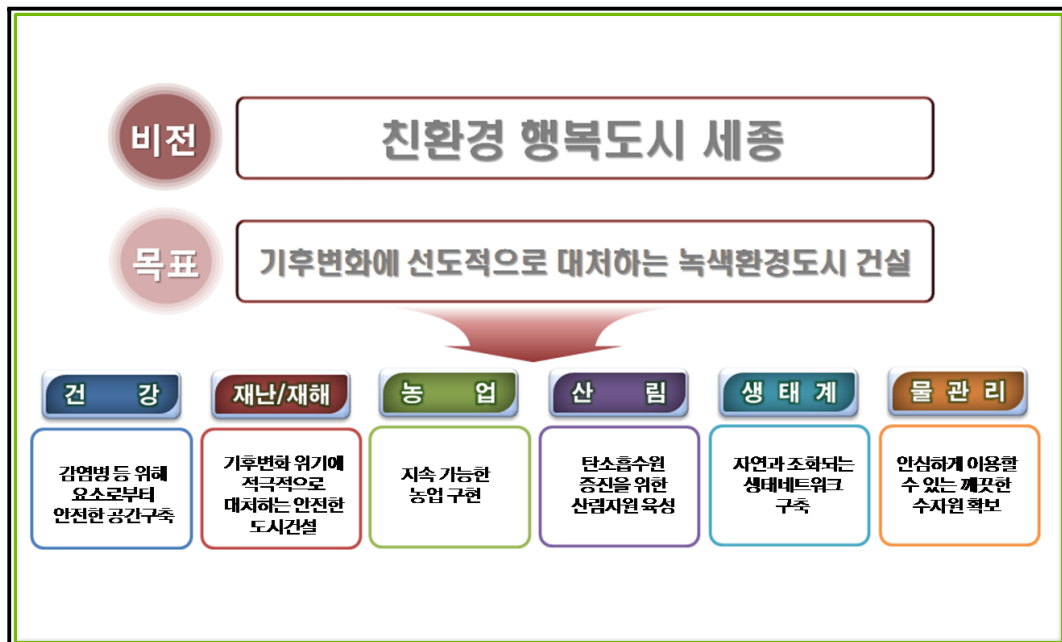 비전
친환경 행복도시 세종
목표
기후변화에 선도적으로 대처하는 녹색환경도시 건설
건 강
감염병 등 위해
요소로부터
안전한 공간구축
재난/재해
기후변화 위기에
적극적으로
대처하는 안전한
도시건설
농 업
지속 가능한
농업 구현
산 림
탄소흡수원
증진을 위한
산림자원 육성
생 태 계
자연과 조화되는
생태네트워크
구축
물 관 리
안심하게 이용할
수 있는 깨끗한
수자원 확보